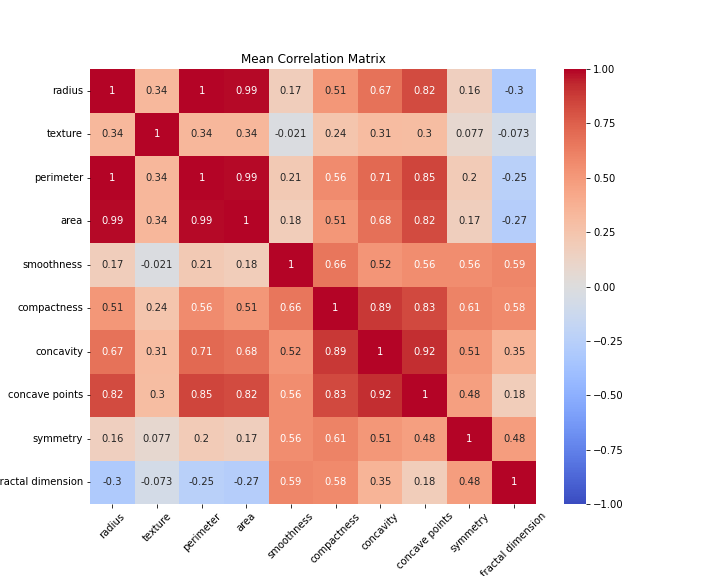 Mean Correlation Matrix
radius 1 0.34 1 0.99 0.17 0.51 0.67 0.82 0.16 -0.3
texture 0.34 1 0.34 0.34 -0.021 0.24 0.31 0.3 0.077 -0.073
perimeter 1 0.34 1 0.99 0.21 0.56 0.71 0.85 0.2 -0.25
area 0.99 0.34 0.99 1 0.18 0.51 0.68 0.82 0.17 -0.27
smoothness 0.17 -0.021 0.21 0.18 1 0.66 0.52 0.56 0.56 0.59
compactness 0.51 0.24 0.56 0.51 0.66 1 0.89 0.83 0.61 0.58
concavity 0.67 0.31 0.71 0.68 0.52 0.89 1 0.92 0.51 0.35
concave points 0.82 0.3 0.85 0.82 0.56 0.83 0.92 1 0.48 0.18
symmetry 0.16 0.077 0.2 0.17 0.56 0.61 0.51 0.48 1 0.48
ractal dimension -0.3 -0.073 -0.25 -0.27 0.59 0.58 0.35 0.18 0.48 1
radius texture perimeter area smoothness compactness concavity concave points symmetry fractal dimension
1.00
0.75
0.50
0.25
0.00
−0.25
−0.50
−0.75
−1.00